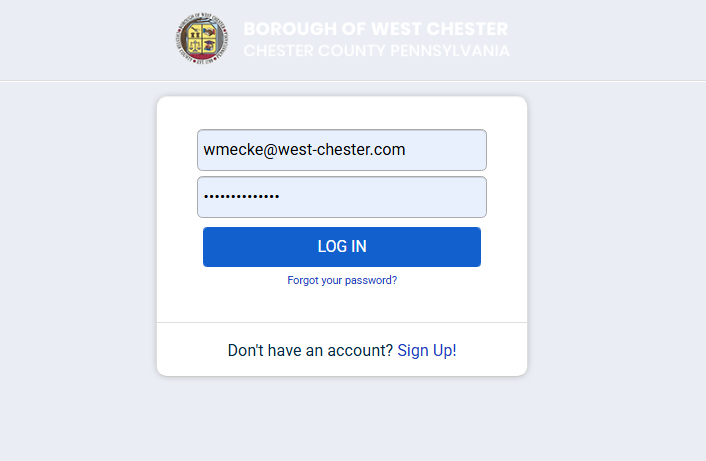 BOROUGH OF WEST CHESTER
CHESTER COUNTY PENNSYLVANIA
wmecke@west-chester.com
••••••••••••••
LOG IN
Forgot your password?
Don't have an account? Sign Up!